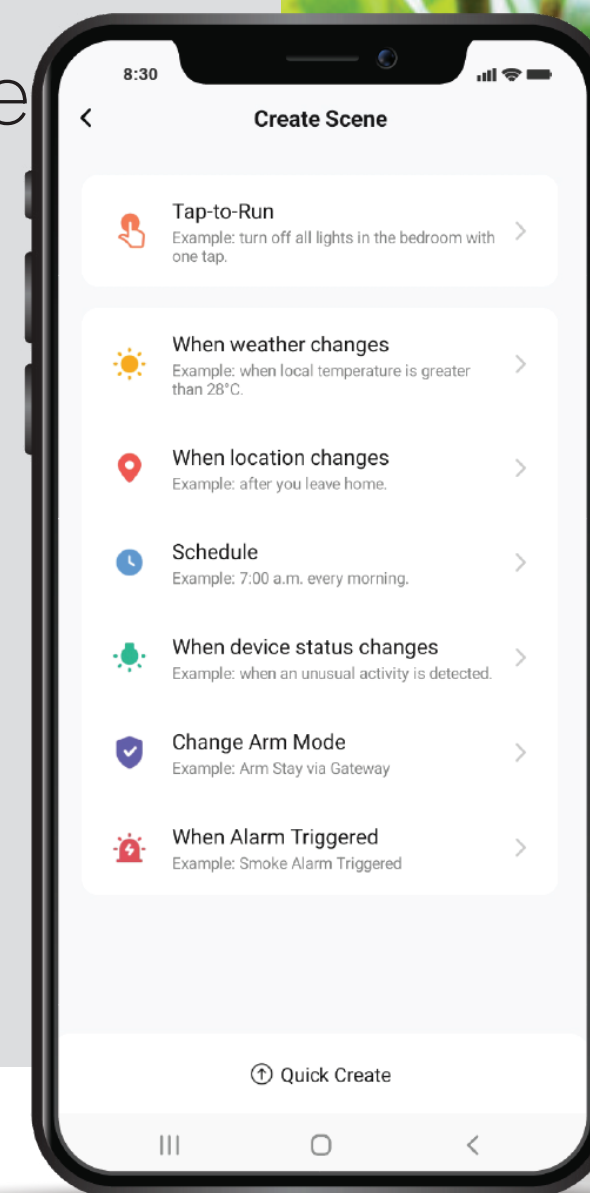 e
8:30
Create Scene
Tap-to-Run
Example: turn off all lights in the bedroom with
one tap.
When weather changes
Example: when local temperature is greater
than 28°C.
When location changes
Example: after you leave home.
Schedule
Example: 7:00 a.m. every morning.
When device status changes
Example: when an unusual activity is detected.
Change Arm Mode
Example: Arm Stay via Gateway
When Alarm Triggered
Example: Smoke Alarm Triggered
Quick Create